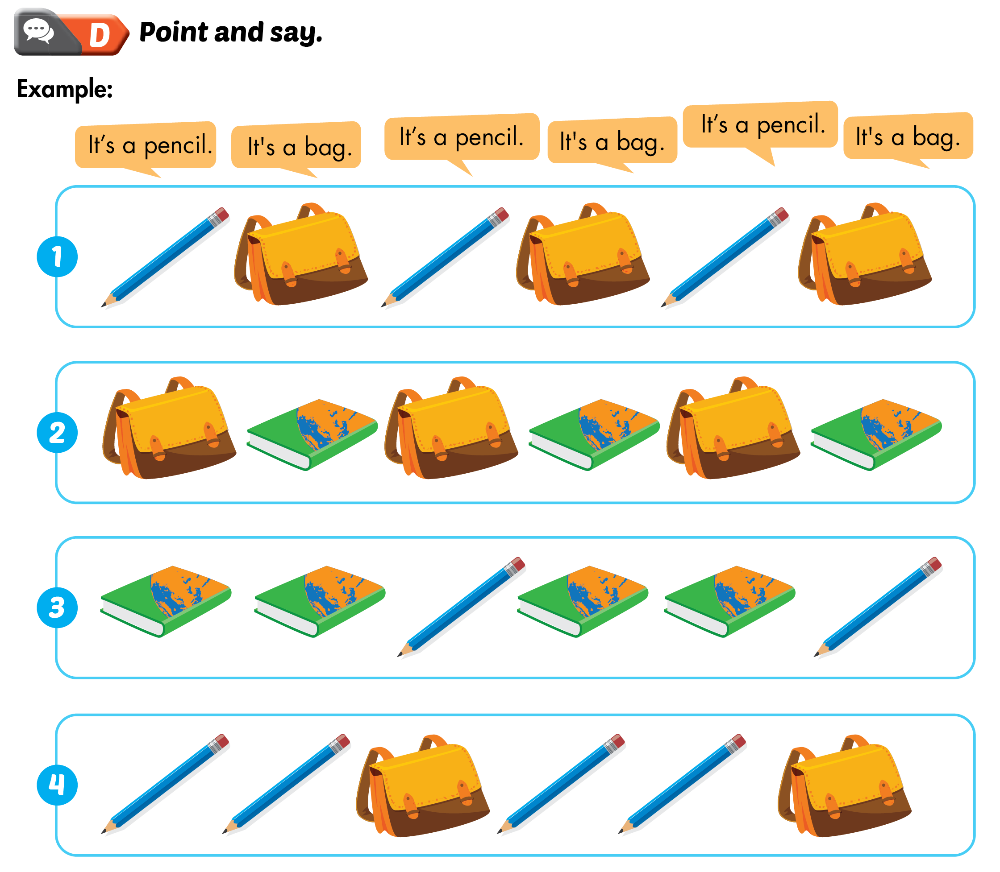 D Point and say.
Example:
It’s a pencil. It's a bag. It’s a pencil. It's a bag. It’s a pencil. It's a bag.
1
2
3
4